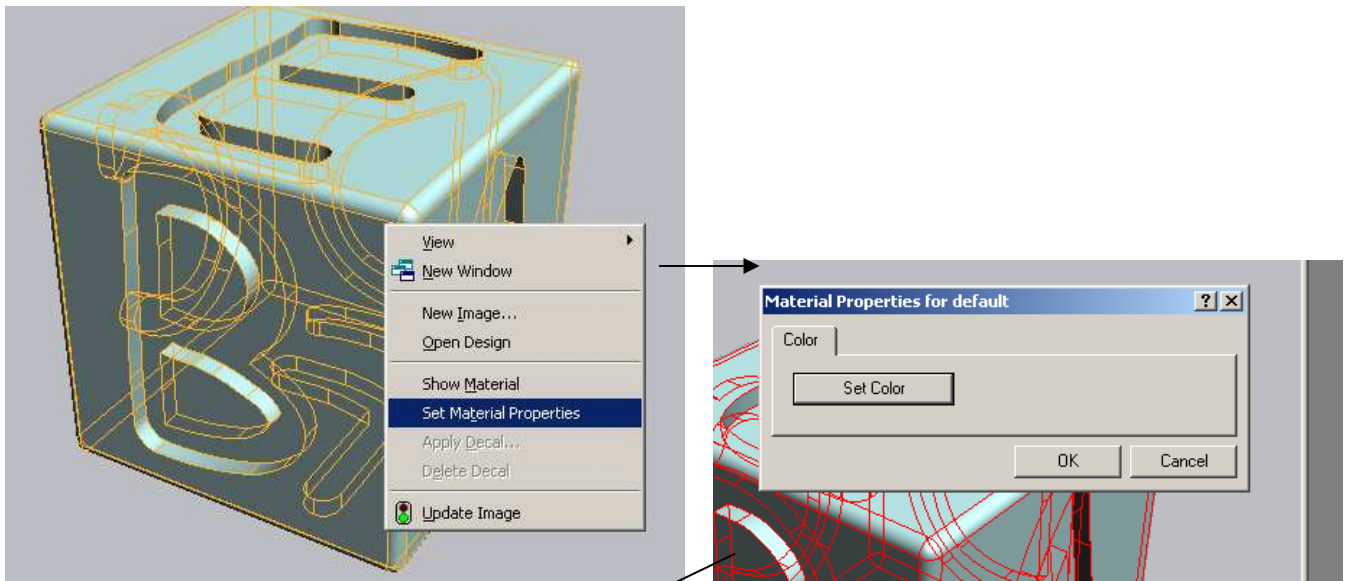 View
New Window
New Image...
Open Design
Show Material
Set Material Properties
Apply Decal...
Delete Decal
Update Image
Material Properties for default
Color
Set Color
OK
Cancel